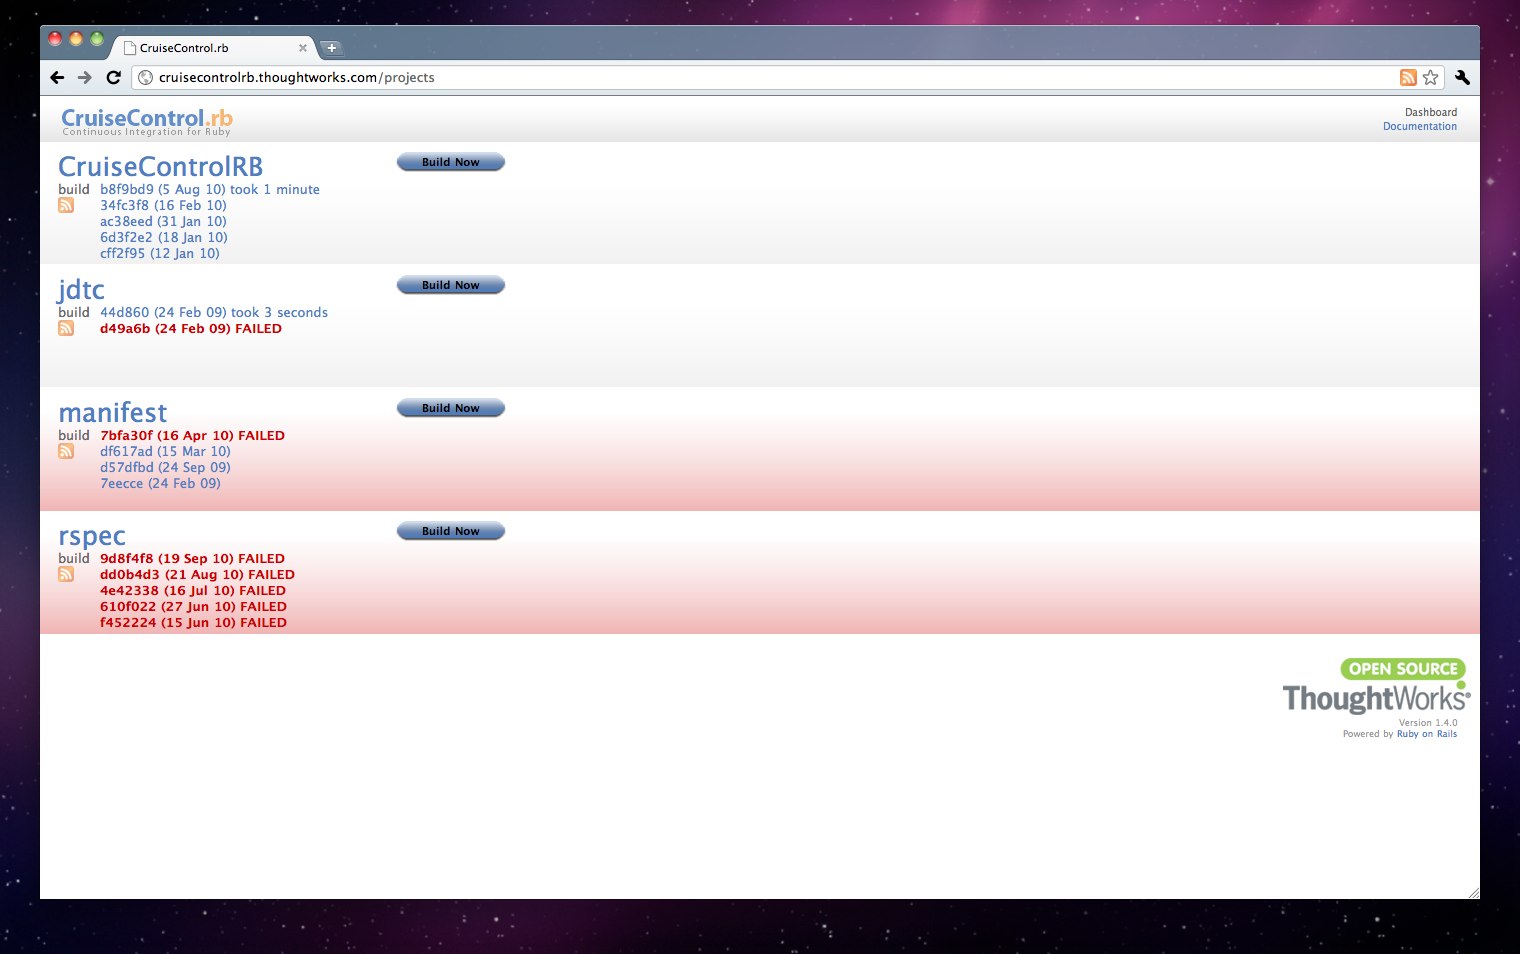 CruiseControl.rb
cruisecontrolrb.thoughtworks.com/projects
CruiseControl.rb
Continuous Integration for Ruby
Dashboard
Documentation
CruiseControlRB
Build Now
build b8f9bd9 (5 Aug 10) took 1 minute
34fc3f8 (16 Feb 10)
ac38eed (31 Jan 10)
6d3f2e2 (18 Jan 10)
cff2f95 (12 Jan 10)
jdtc
Build Now
build 44d860 (24 Feb 09) took 3 seconds
d49a6b (24 Feb 09) FAILED
manifest
Build Now
build 7bfa30f (16 Apr 10) FAILED
df617ad (15 Mar 10)
d57dfbd (24 Sep 09)
7eecce (24 Feb 09)
rspec
Build Now
build 9d8f4f8 (19 Sep 10) FAILED
dd0b4d3 (21 Aug 10) FAILED
4e42338 (16 Jul 10) FAILED
610f022 (27 Jun 10) FAILED
f452224 (15 Jun 10) FAILED
OPEN SOURCE
ThoughtWorks®
Version 1.4.0
Powered by Ruby on Rails